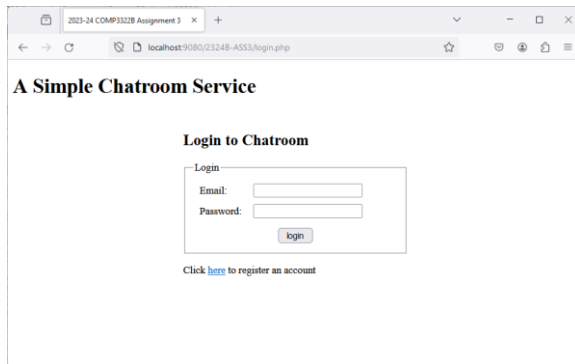 2023-24 COMP3322B Assignment 3
localhost:9080/2324B-ASS3/login.php
A Simple Chatroom Service
Login to Chatroom
Login
Email:
Password:
login
Click here to register an account